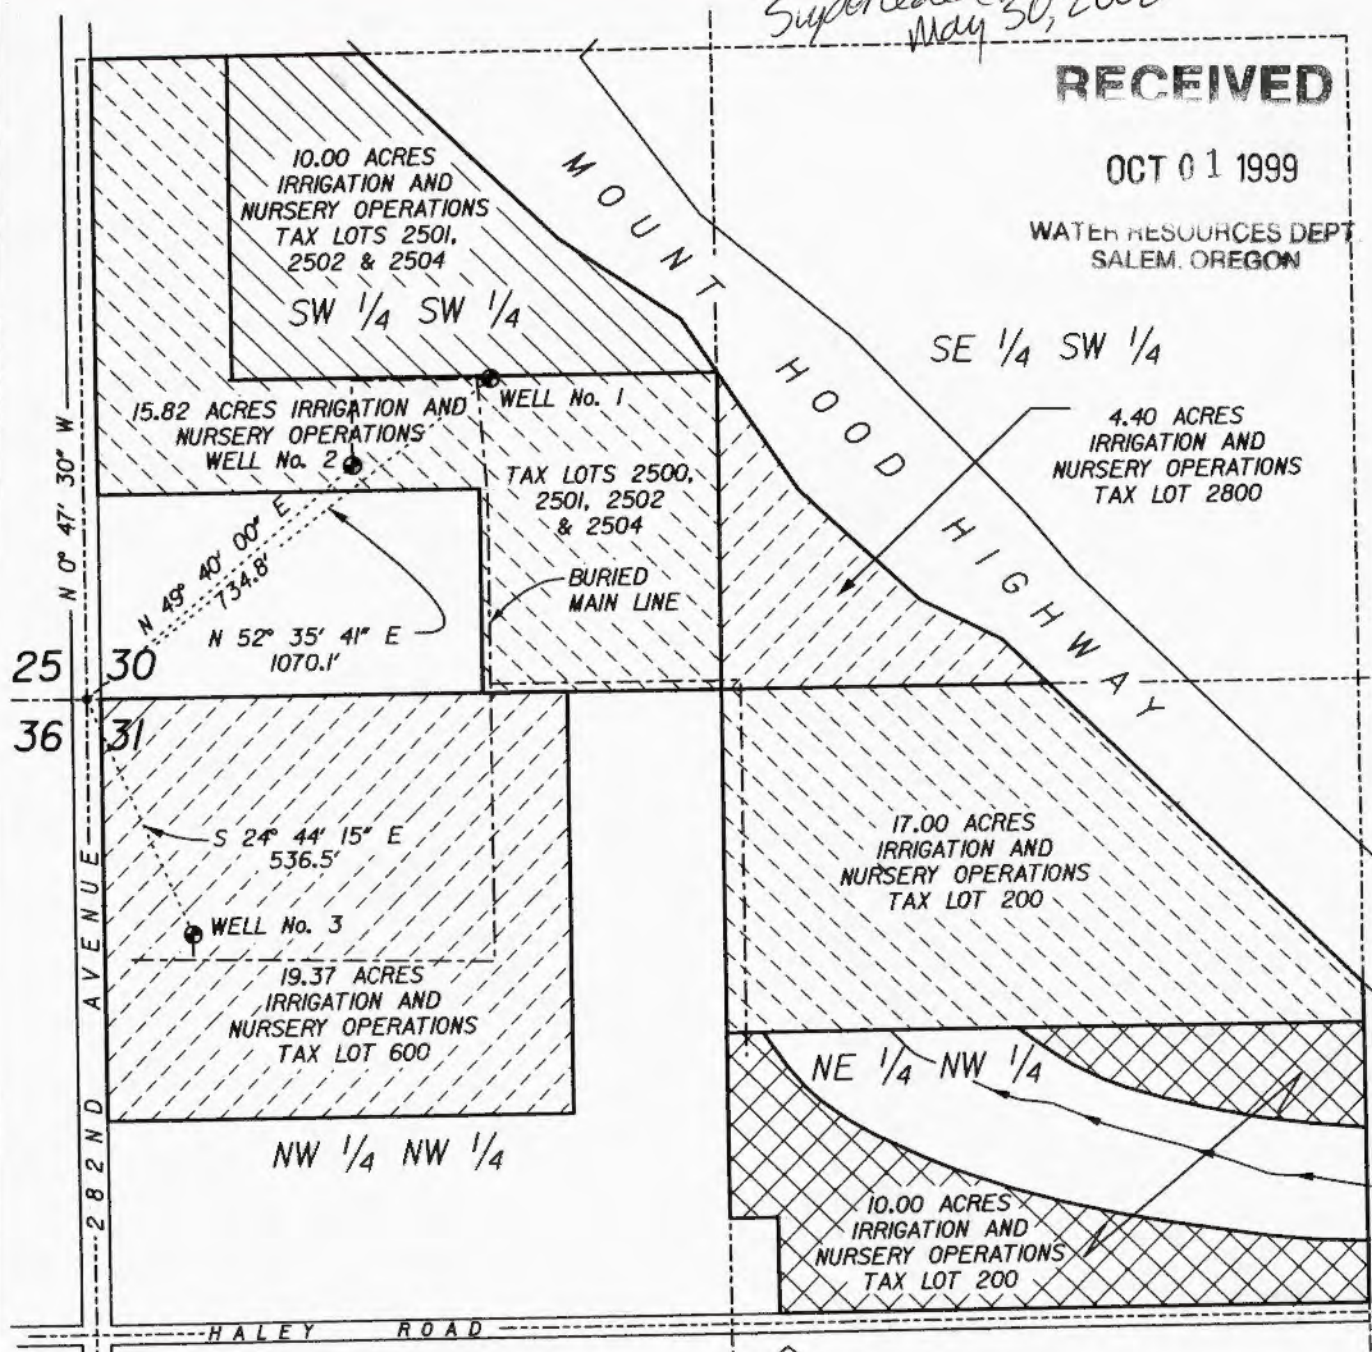 May 30,
RECEIVED
OCT 01 1999
WATER RESOURCES DEPT
SALEM, OREGON
10.00 ACRES
IRRIGATION AND
NURSERY OPERATIONS
TAX LOTS 2501,
2502 & 2504
SW 1/4 SW 1/4
MOUNT HOOD HIGHWAY
SE 1/4 SW 1/4
4.40 ACRES
IRRIGATION AND
NURSERY OPERATIONS
TAX LOT 2800
WELL No. 1
15.82 ACRES IRRIGATION AND
NURSERY OPERATIONS
WELL No. 2
TAX LOTS 2500,
2501, 2502
& 2504
BURIED
MAIN LINE
N 0° 47' 30" W
N 49° 40' 00" E
734.8'
N 52° 35' 41" E
1070.1'
25 30
36 31
S 24° 44' 15" E
536.5'
WELL No. 3
19.37 ACRES
IRRIGATION AND
NURSERY OPERATIONS
TAX LOT 600
17.00 ACRES
IRRIGATION AND
NURSERY OPERATIONS
TAX LOT 200
NE 1/4 NW 1/4
NW 1/4 NW 1/4
10.00 ACRES
IRRIGATION AND
NURSERY OPERATIONS
TAX LOT 200
282ND AVENUE
HALEY ROAD